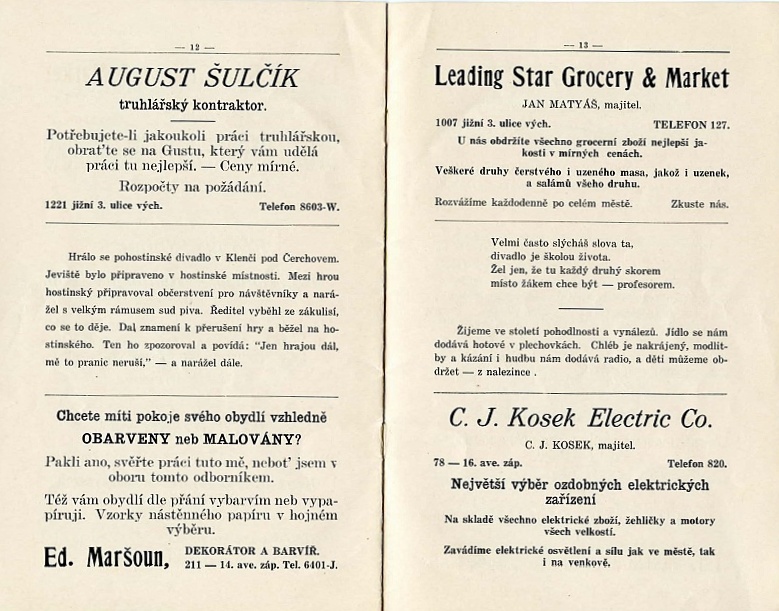 — 12 —
AUGUST ŠULČÍK
truhlářský kontraktor.
Potřebujete-li jakoukoli práci truhlářskou,
obrat'te se na Gustu, který vám udělá
práci tu nejlepší. — Ceny mírné.
Rozpočty na požádání.
1221 jižní 3. ulice vých. Telefon 8603-W.
Hrálo se pohostinské divadlo v Klenčí pod Čerchovem.
Jeviště bylo připraveno v hostinské místnosti. Mezi hrou
hostinský připravoval občerstvení pro návštěvníky a nará-
žel s velkým rámusem sud piva. Ředitel vyběhl ze zákulisí,
co se to děje. Dal znamení k přerušení hry a běžel na ho-
stinského. Ten ho zpozoroval a povídá: "Jen hrajou dál,
mě to pranic neruší," — a narážel dále.
Chcete míti pokoje svého obydlí vzhledně
OBARVENY neb MALOVÁNY?
Pakli ano, svěřte práci tuto mě, nebot' jsem v
oboru tomto odborníkem.
Též vám obydlí dle přání vybarvím neb vypa-
píruji. Vzorky nástěnného papíru v hojném
výběru.
Ed. Maršoun, DEKORÁTOR A BARVÍŘ.
211 — 14. ave. záp. Tel. 6401-J.
— 13 —
Leading Star Grocery & Market
JAN MATYÁŠ, majitel.
1007 jižní 3. ulice vých. TELEFON 127.
U nás obdržíte všechno grocerní zboží nejlepší ja-
kosti v mírných cenách.
Veškeré druhy čerstvého i uzeného masa, jakož i uzenek,
a salámů všeho druhu.
Rozvážíme každodenně po celém městě. Zkuste nás.
Velmi často slýcháš slova ta,
divadlo je školou života.
Žel jen, že tu každý druhý skorem
místo žákem chce být — profesorem.
Žijeme ve století pohodlnosti a vynálezů. Jídlo se nám
dodává hotové v plechovkách. Chléb je nakrájený, modlit-
by a kázání i hudbu nám dodává radio, a děti můžeme ob-
držet — z nalezince .
C. J. Kosek Electric Co.
C. J. KOSEK, majitel.
78 — 16. ave. záp. Telefon 820.
Největší výběr ozdobných elektrických
zařízení
Na skladě všechno elektrické zboží, žehličky a motory
všech velkostí.
Zavádíme elektrické osvětlení a sílu jak ve městě, tak
i na venkově.